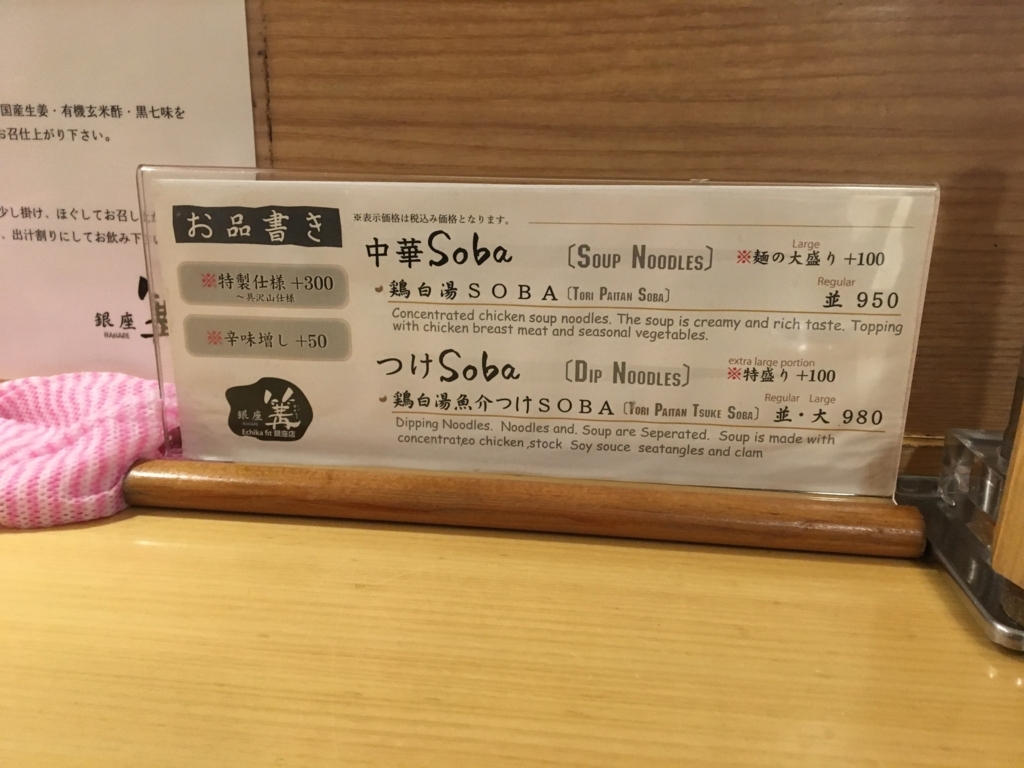 国産生姜・有機玄米酢・黒七味を
お召仕上がり下さい。
少し掛け、ほぐしてお召し
、出汁割りにしてお飲み下
銀座
HAHARE
お品書き
※表示価格は税込み価格となります。
※特製仕様 +300
～具沢山仕様
※辛味増し +50
銀座 篝
Echika fit 銀座店
中華Soba 〔SOUP NOODLES〕 Large ※麺の大盛り +100
鶏白湯SOBA〔TORI PAITAN SOBA〕 Regular 並 950
Concentrated chicken soup noodles. The soup is creamy and rich taste. Topping
with chicken breast meat and seasonal vegetables.
つけSoba 〔DIP NOODLES〕 extra large portion ※特盛り +100
鶏白湯魚介つけSOBA〔TORI PAITAN TSUKE SOBA〕 Regular Large 並・大 980
Dipping Noodles. Noodles and. Soup are Seperated. Soup is made with
concentrateo chicken ,stock Soy souce seatangles and clam